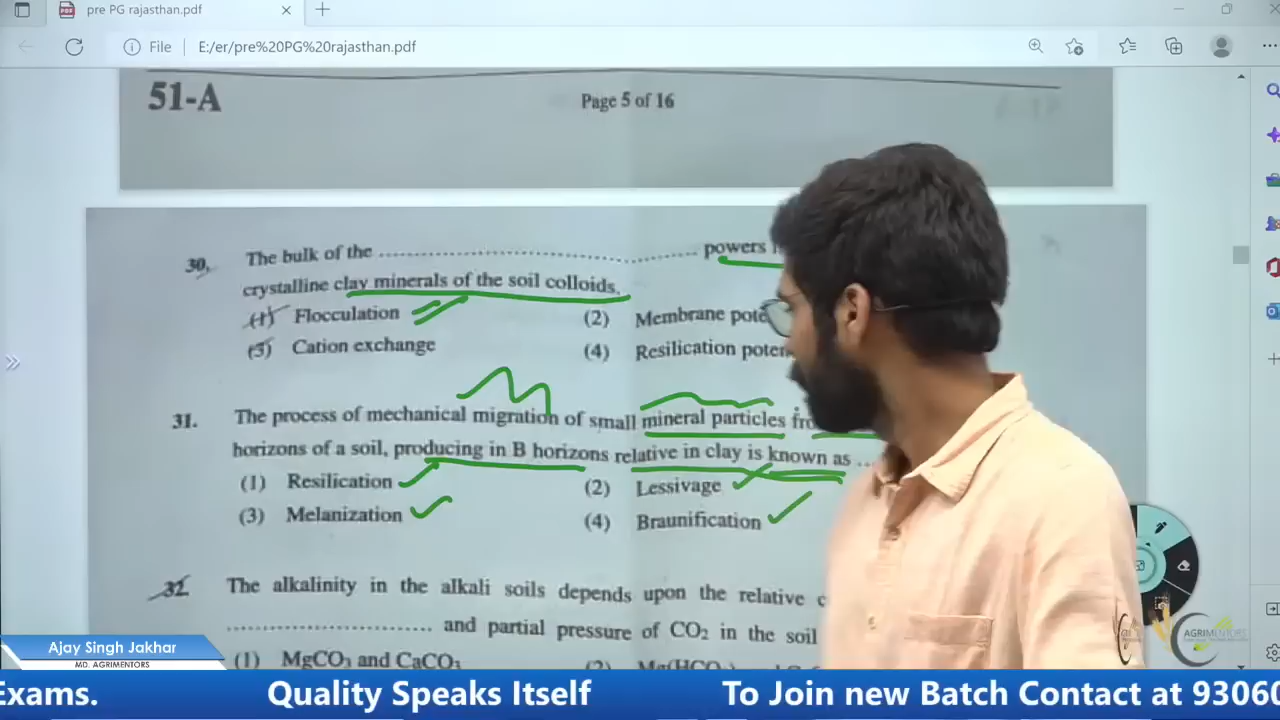 pre PG rajasthan.pdf
File
E:/er/pre%20PG%20rajasthan.pdf
51-A
Page 5 of 16
30. The bulk of the ........................................................ powers
crystalline clay minerals of the soil colloids.
(1) Flocculation
(2) Membrane pote
(3) Cation exchange
(4) Resilication poten
31. The process of mechanical migration of small mineral particles fro
horizons of a soil, producing in B horizons relative in clay is known as ...
(1) Resilication
(2) Lessivage
(3) Melanization
(4) Braunification
32. The alkalinity in the alkali soils depends upon the relative c
................................ and partial pressure of CO₂ in the soil
(1) MgCO₃ and CaCO₃
Ajay Singh Jakhar
MD. AGRIMENTORS
AGRIMENTORS
Exams. Quality Speaks Itself To Join new Batch Contact at 93060